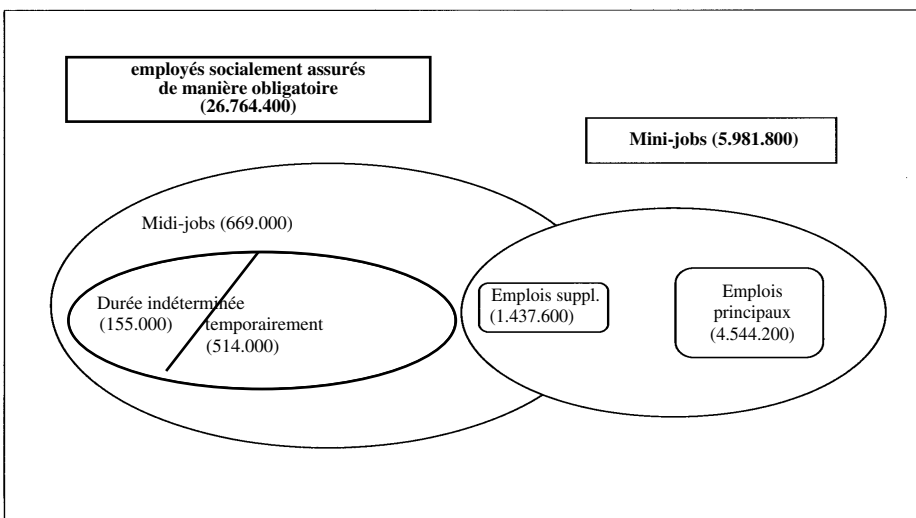 employés socialement assurés
de manière obligatoire
(26.764.400)
Mini-jobs (5.981.800)
Midi-jobs (669.000)
Durée indéterminée
(155.000)
temporairement
(514.000)
Emplois suppl.
(1.437.600)
Emplois
principaux
(4.544.200)